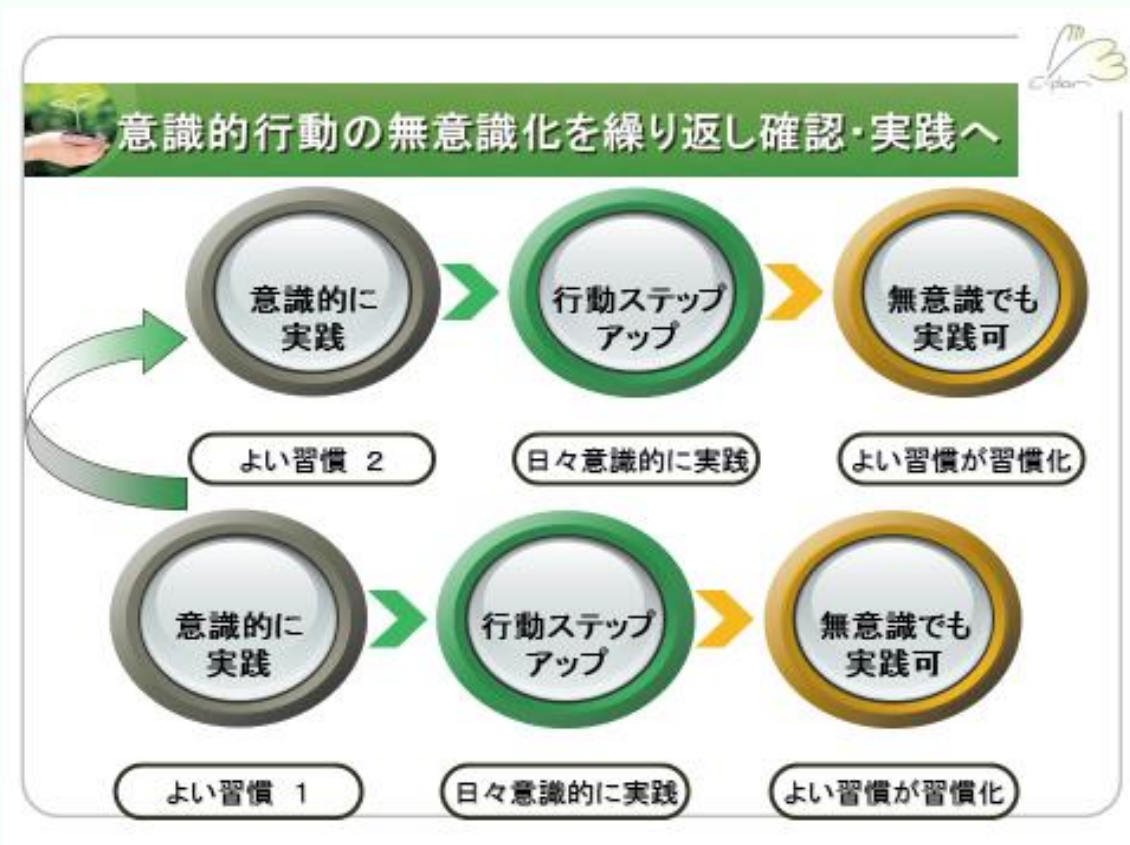 意識的行動の無意識化を繰り返し確認・実践へ
意識的に
実践
行動ステップ
アップ
無意識でも
実践可
よい習慣 2
日々意識的に実践
よい習慣が習慣化
意識的に
実践
行動ステップ
アップ
無意識でも
実践可
よい習慣 1
日々意識的に実践
よい習慣が習慣化